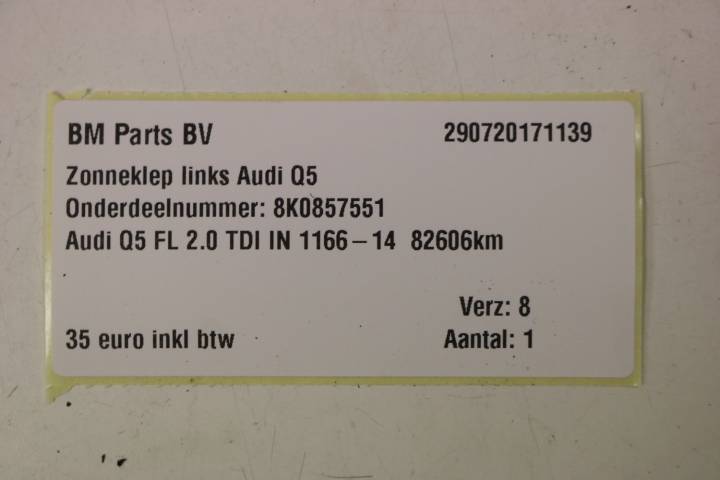 BM Parts BV 290720171139
Zonneklep links Audi Q5
Onderdeelnummer: 8K0857551
Audi Q5 FL 2.0 TDI IN 1166-14 82606km
Verz: 8
35 euro inkl btw Aantal: 1